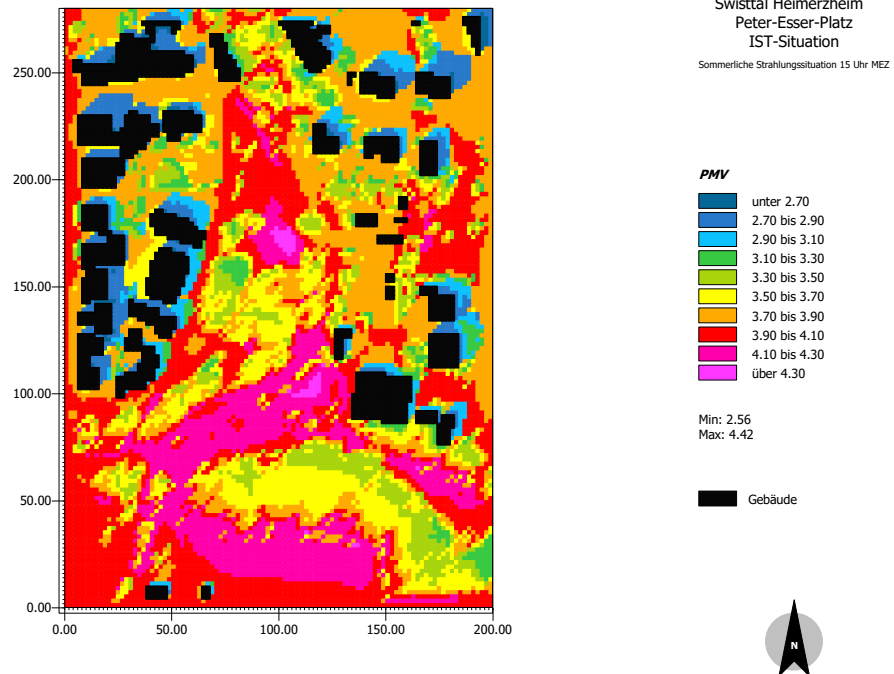 Swisttal Heimerzheim
Peter-Esser-Platz
IST-Situation
Sommerliche Strahlungssituation 15 Uhr MEZ
250.00
200.00
150.00
100.00
50.00
0.00
0.00
50.00
100.00
150.00
200.00
PMV
unter 2.70
2.70 bis 2.90
2.90 bis 3.10
3.10 bis 3.30
3.30 bis 3.50
3.50 bis 3.70
3.70 bis 3.90
3.90 bis 4.10
4.10 bis 4.30
über 4.30
Min: 2.56
Max: 4.42
Gebäude
N